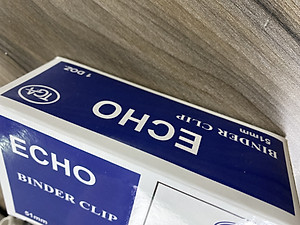 TGA
1 DOZ
ECHO
BINDER CLIP
51mm
ECHO
BINDER CLIP
51mm